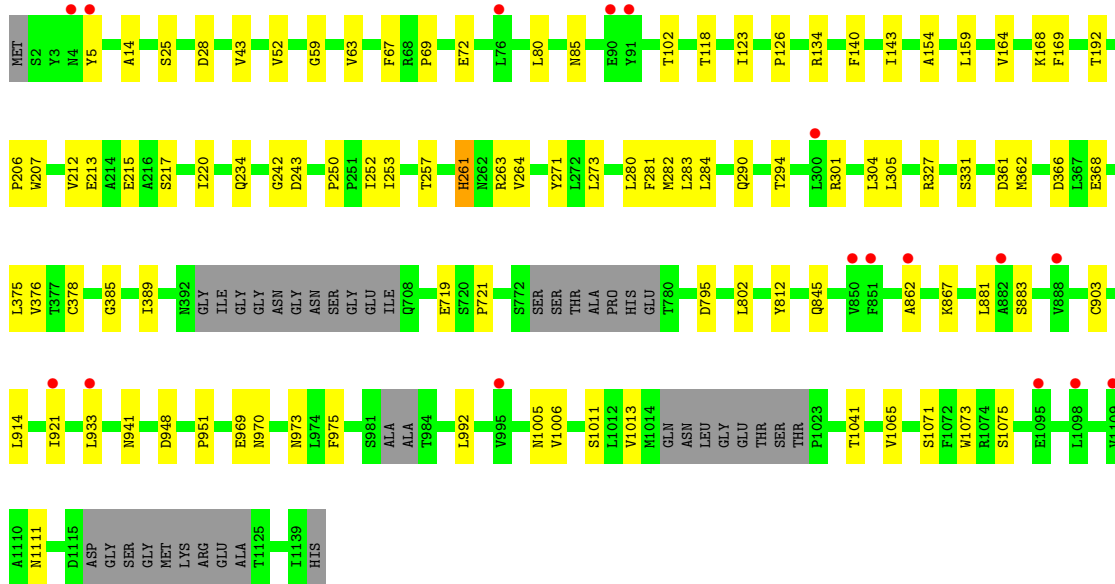 MET S2 Y3 N4 Y5 A14 S25 D28 V43 V52 G59 V63 F67 R68 P69 E72 L76 L80 N85 E90 Y91 T102 T118 I123 P126 R134 F140 I143 A154 L159 V164 K168 F169 T192
P206 W207 V212 E213 A214 E215 A216 S217 I220 Q234 G242 D243 P250 P251 I252 I253 T257 H261 N262 R263 V264 Y271 L272 L273 L280 F281 M282 L283 L284 Q290 T294 L300 R301 L304 L305 R327 S331 D361 M362 D366 L367 E368
L375 V376 T377 C378 G385 I389 N392 GLY ILE GLY GLY ASN GLY ASN SER GLY GLU ILE Q708 E719 S720 P721 S772 SER SER THR ALA PRO HIS GLU T780 D795 L802 Y812 Q845 V850 F851 A862 K867 L881 A882 S883 V888 C903
L914 I921 L933 N941 D948 P951 E969 N970 N973 L974 F975 S981 ALA ALA T984 L992 V995 N1005 V1006 S1011 L1012 V1013 M1014 GLN ASN LEU GLY GLU THR SER THR P1023 T1041 V1065 S1071 F1072 W1073 R1074 S1075 E1095 L1098 V1109
A1110 N1111 D1115 ASP GLY SER GLY MET LYS ARG GLU ALA T1125 I1139 HIS